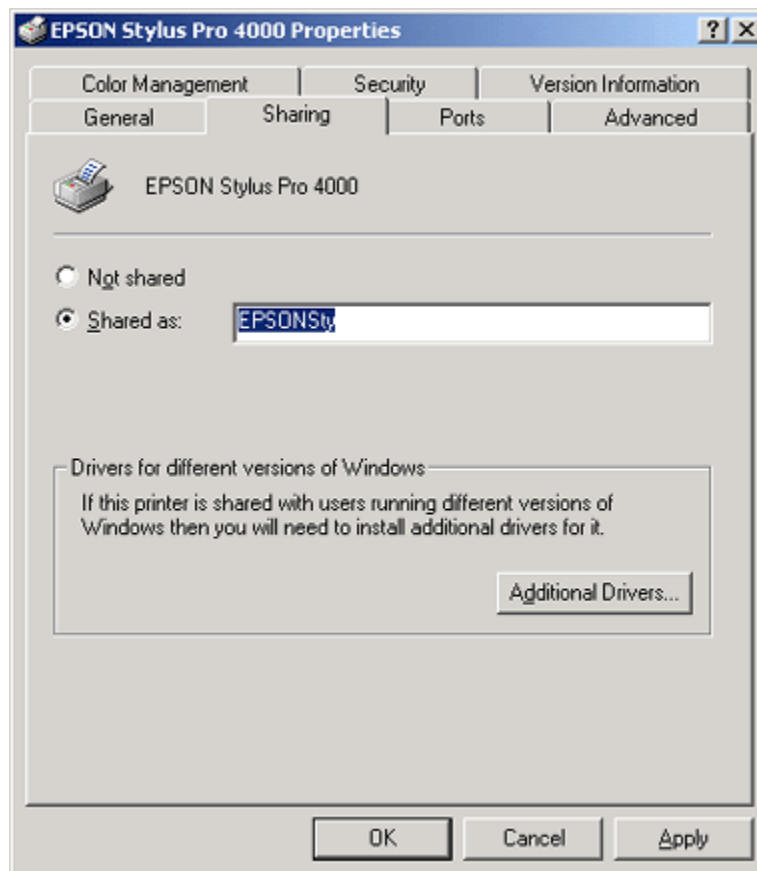 EPSON Stylus Pro 4000 Properties
Color Management Security Version Information
General Sharing Ports Advanced
EPSON Stylus Pro 4000
Not shared
Shared as: EPSONSty
Drivers for different versions of Windows
If this printer is shared with users running different versions of
Windows then you will need to install additional drivers for it.
Additional Drivers...
OK Cancel Apply